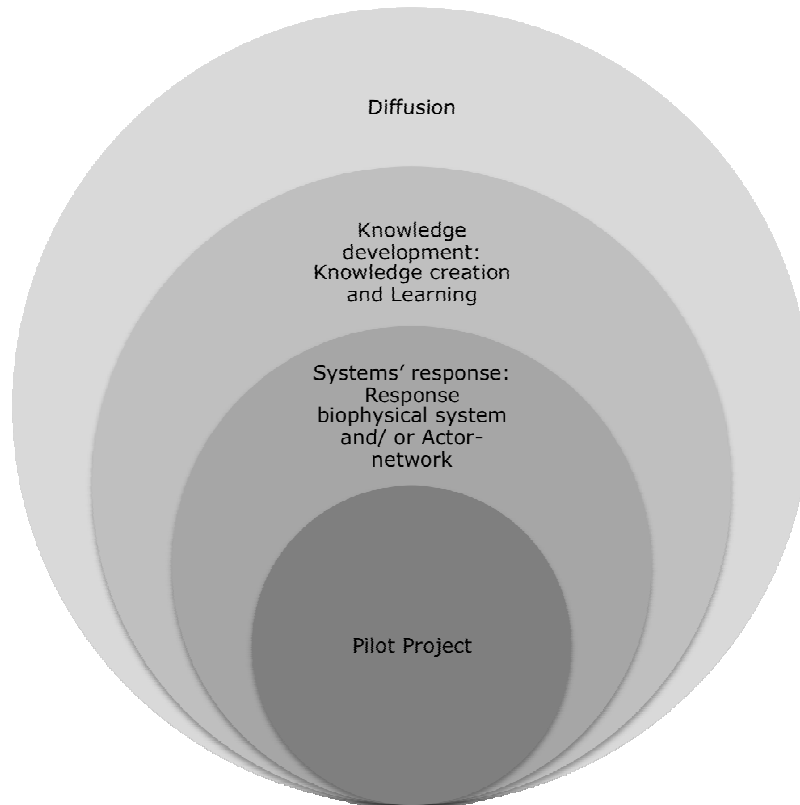 Diffusion
Knowledge
development:
Knowledge creation
and Learning
Systems’ response:
Response
biophysical system
and/ or Actor-
network
Pilot Project